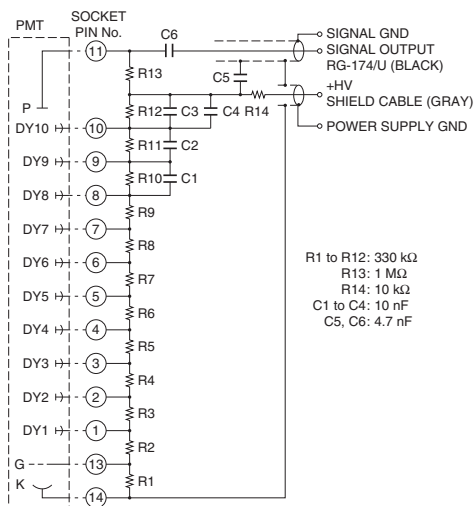 PMT
SOCKET
PIN No.
C6
SIGNAL GND
SIGNAL OUTPUT
RG-174/U (BLACK)
11
R13
C5
+HV
SHIELD CABLE (GRAY)
P
R12 C3 C4 R14
DY10 10
POWER SUPPLY GND
R11 C2
DY9 9
R10 C1
DY8 8
R9
DY7 7
R8
DY6 6
R7
DY5 5
R6
DY4 4
R5
DY3 3
R4
DY2 2
R3
DY1 1
R2
G 13
K
R1
14
R1 to R12: 330 kΩ
R13: 1 MΩ
R14: 10 kΩ
C1 to C4: 10 nF
C5, C6: 4.7 nF